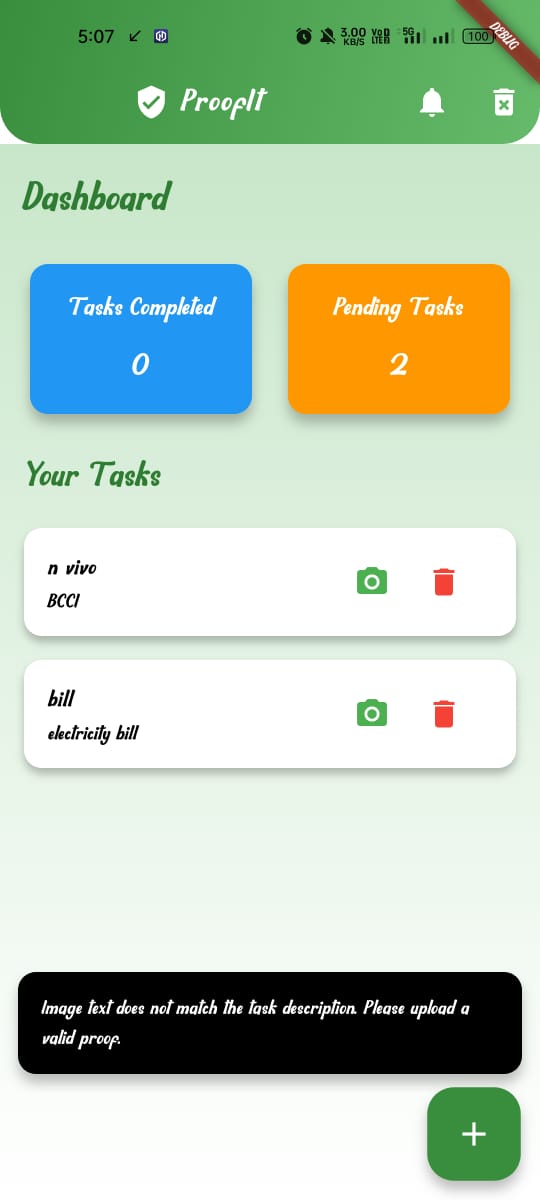 5:07
3.00
KB/S
Vo
LTE
5G
100
DEBUG
ProofIt
Dashboard
Tasks Completed
0
Pending Tasks
2
Your Tasks
n vivo
BCCI
bill
electricity bill
Image text does not match the task description. Please upload a
valid proof.